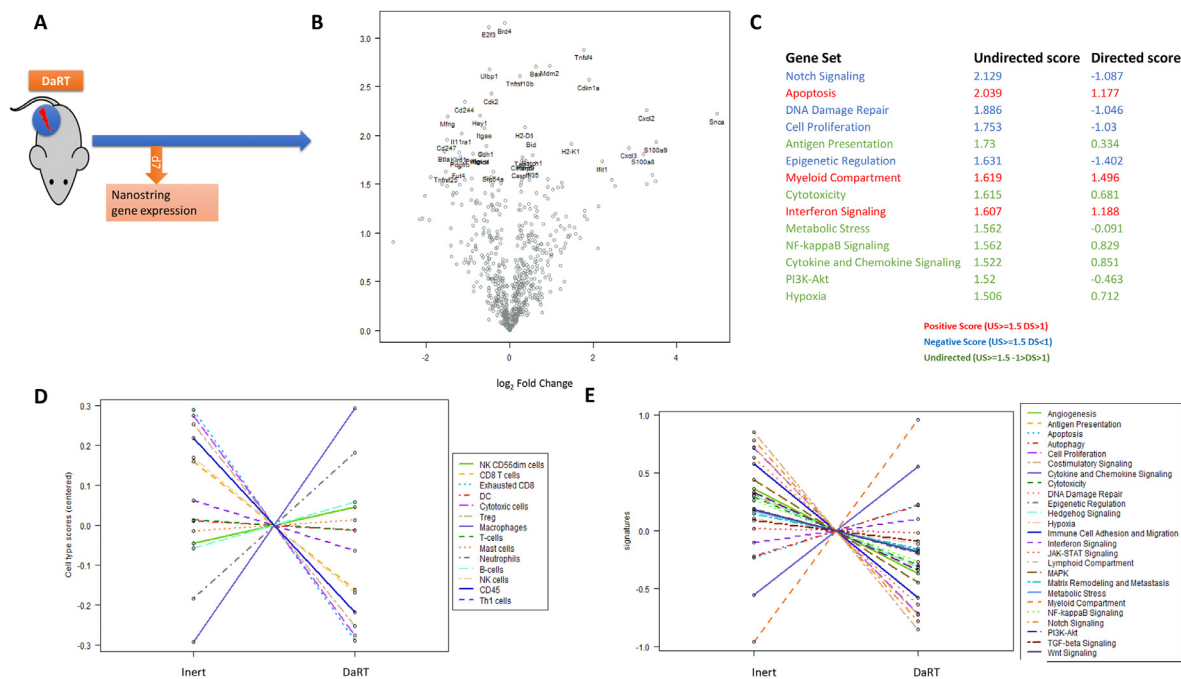 A
DaRT
d7
Nanostring
gene expression
B
3.0
2.5
2.0
1.5
1.0
0.5
0.0
-2
0
2
4
log2 Fold Change
Brd4
E2f3
Tnfsf4
Ulbp1
Bax
Mdm2
Tnfrsf10b
Cdkn1a
Cdk2
Cd244
Mfng
Hey1
Cxcl2
Snca
Itgae
H2-D1
Il11ra1
Cd247
Bid
H2-K1
Cdh1
Cxcl3
S100a9
S100a8
Ifit1
Fut4
Tnfrsf25
C
Gene Set Undirected score Directed score
Notch Signaling 2.129 -1.087
Apoptosis 2.039 1.177
DNA Damage Repair 1.886 -1.046
Cell Proliferation 1.753 -1.03
Antigen Presentation 1.73 0.334
Epigenetic Regulation 1.631 -1.402
Myeloid Compartment 1.619 1.496
Cytotoxicity 1.615 0.681
Interferon Signaling 1.607 1.188
Metabolic Stress 1.562 -0.091
NF-kappaB Signaling 1.562 0.829
Cytokine and Chemokine Signaling 1.522 0.851
PI3K-Akt 1.52 -0.463
Hypoxia 1.506 0.712
Positive Score (US>=1.5 DS>1)
Negative Score (US>=1.5 DS<1)
Undirected (US>=1.5 -1>DS>1)
D
Cell type scores (centered)
0.3
0.2
0.1
0.0
-0.1
-0.2
-0.3
Inert
DaRT
NK CD56dim cells
CD8 T cells
Exhausted CD8
DC
Cytotoxic cells
Treg
Macrophages
T-cells
Mast cells
Neutrophils
B-cells
NK cells
CD45
Th1 cells
E
signatures
1.0
0.5
0.0
-0.5
-1.0
Inert
DaRT
Angiogenesis
Antigen Presentation
Apoptosis
Autophagy
Cell Proliferation
Costimulatory Signaling
Cytokine and Chemokine Signaling
Cytotoxicity
DNA Damage Repair
Epigenetic Regulation
Hedgehog Signaling
Hypoxia
Immune Cell Adhesion and Migration
Interferon Signaling
JAK-STAT Signaling
Lymphoid Compartment
MAPK
Matrix Remodeling and Metastasis
Metabolic Stress
Myeloid Compartment
NF-kappaB Signaling
Notch Signaling
PI3K-Akt
TGF-beta Signaling
Wnt Signaling